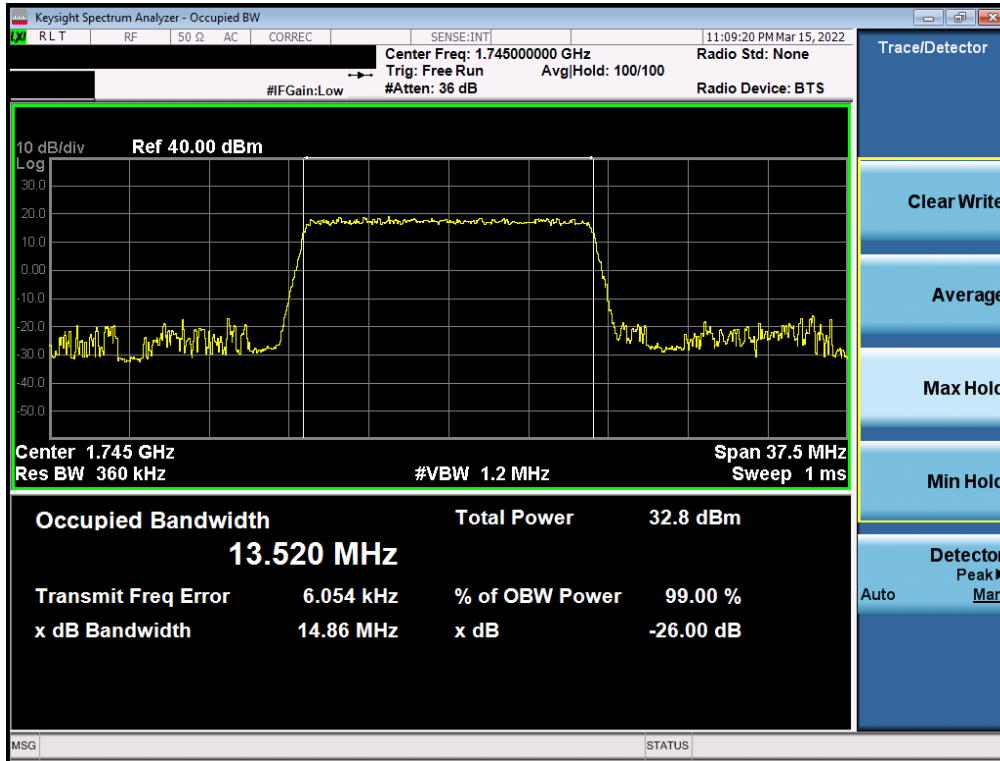 Keysight Spectrum Analyzer - Occupied BW
LXI RLT RF 50 Ω AC CORREC SENSE:INT 11:09:20 PM Mar 15, 2022
Center Freq: 1.745000000 GHz Radio Std: None
Trig: Free Run Avg|Hold: 100/100
#IFGain:Low #Atten: 36 dB Radio Device: BTS
Trace/Detector
10 dB/div Ref 40.00 dBm
Log
30.0
20.0
10.0
0.00
-10.0
-20.0
-30.0
-40.0
-50.0
Center 1.745 GHz Span 37.5 MHz
Res BW 360 kHz #VBW 1.2 MHz Sweep 1 ms
Occupied Bandwidth Total Power 32.8 dBm
13.520 MHz
Transmit Freq Error 6.054 kHz % of OBW Power 99.00 %
x dB Bandwidth 14.86 MHz x dB -26.00 dB
Clear Write
Average
Max Hold
Min Hold
Detector
Peak
Auto Man
MSG STATUS